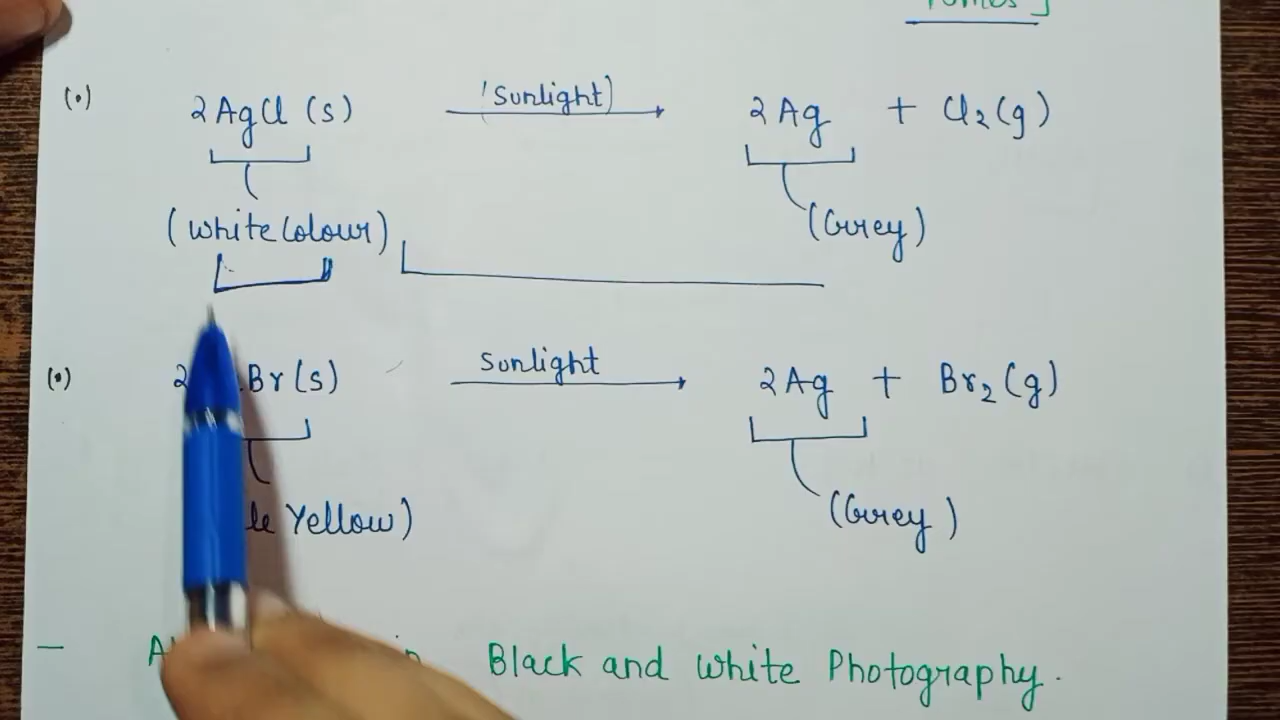 (•) 2AgCl (s) (Sunlight) 2Ag + Cl₂(g)
(White Colour) (Grey)
(•) Br(s) Sunlight 2Ag + Br₂(g)
Yellow) (Grey)
— Black and White Photography.